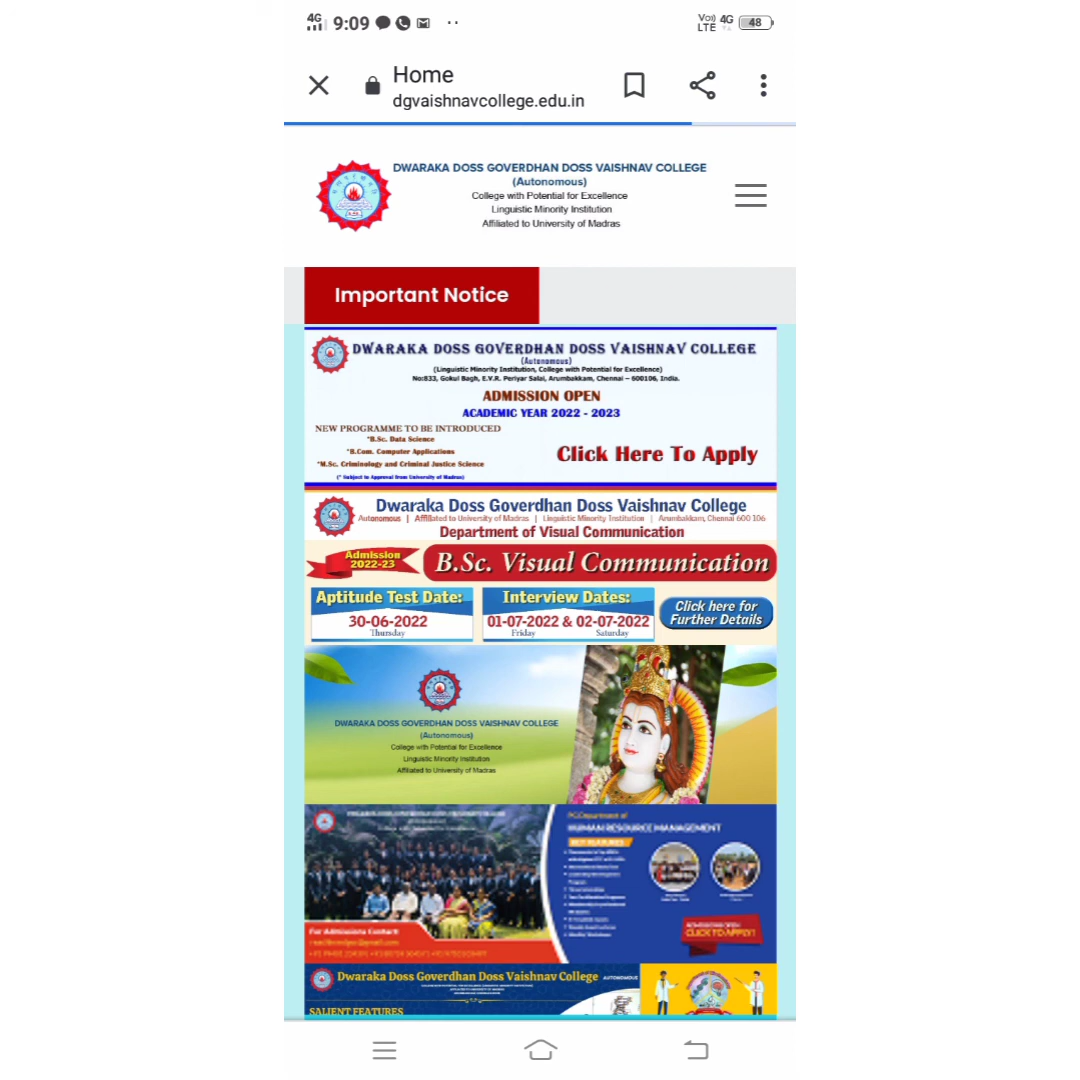 4G 9:09
Vo)) LTE 4G 48
Home
dgvaishnavcollege.edu.in
DWARAKA DOSS GOVERDHAN DOSS VAISHNAV COLLEGE
(Autonomous)
College with Potential for Excellence
Linguistic Minority Institution
Affiliated to University of Madras
Important Notice
DWARAKA DOSS GOVERDHAN DOSS VAISHNAV COLLEGE
(Autonomous)
(Linguistic Minority Institution, College with Potential for Excellence)
No:833, Gokul Bagh, E.V.R. Periyar Salai, Arumbakkam, Chennai – 600106, India.
ADMISSION OPEN
ACADEMIC YEAR 2022 - 2023
NEW PROGRAMME TO BE INTRODUCED
*B.Sc. Data Science
*B.Com. Computer Applications
*M.Sc. Criminology and Criminal Justice Science
(* Subject to Approval from University of Madras)
Click Here To Apply
Dwaraka Doss Goverdhan Doss Vaishnav College
Autonomous | Affiliated to University of Madras | Linguistic Minority Institution | Arumbakkam, Chennai 600 106
Department of Visual Communication
Admission
2022-23
B.Sc. Visual Communication
Aptitude Test Date:
30-06-2022
Thursday
Interview Dates:
01-07-2022 & 02-07-2022
Friday Saturday
Click here for
Further Details
DWARAKA DOSS GOVERDHAN DOSS VAISHNAV COLLEGE
(Autonomous)
College with Potential for Excellence
Linguistic Minority Institution
Affiliated to University of Madras
PG Department of
HUMAN RESOURCE MANAGEMENT
KEY FEATURES
For Admissions Contact:
ADMISSIONS OPEN
CLICK TO APPLY!
Dwaraka Doss Goverdhan Doss Vaishnav College AUTONOMOUS
SALIENT FEATURES